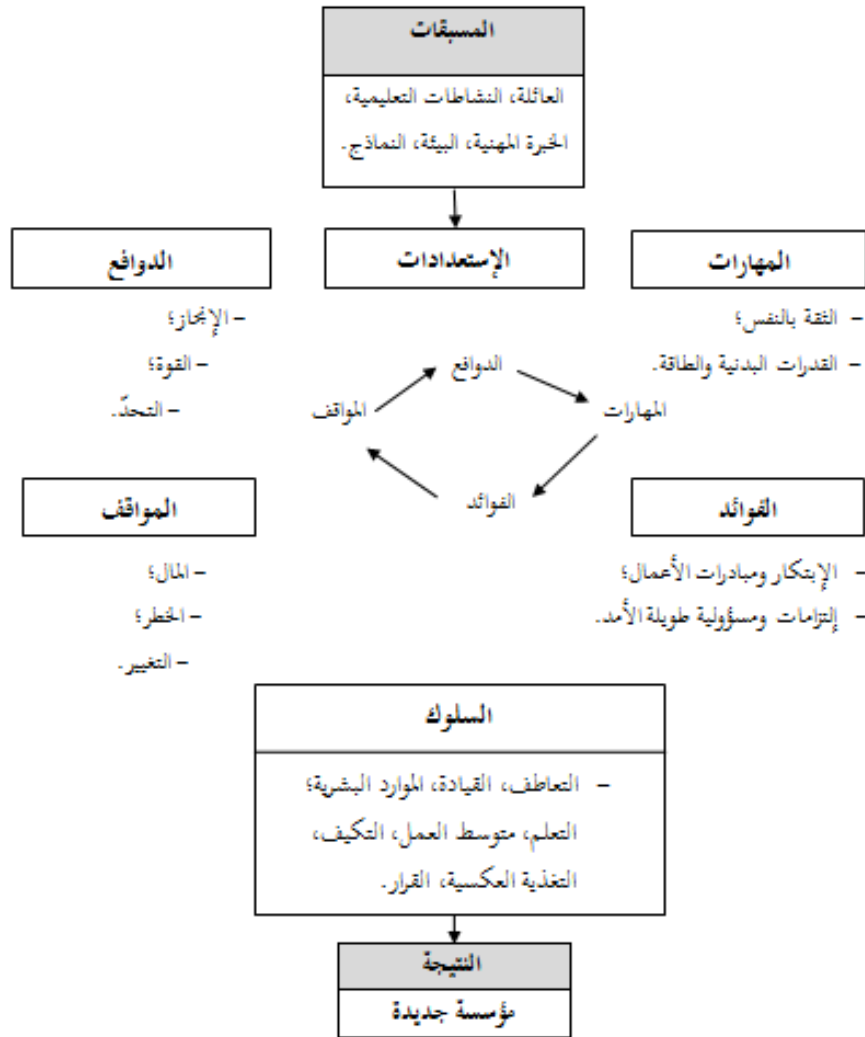 المسبقات
العائلة، النشاطات التعليمية،
الخبرة المهنية، البيئة، النماذج.
المهارات
الإستعدادات
الدوافع
- الثقة بالنفس؛
- القدرات البدنية والطاقة.
- الإنجاز؛
- القوة؛
- التحدّ.
الدوافع
المهارات
المواقف
الفوائد
الفوائد
المواقف
- الإبتكار ومبادرات الأعمال؛
- إلتزامات ومسؤولية طويلة الأمد.
- المال؛
- الخطر؛
- التغيير.
السلوك
- التعاطف، القيادة، الموارد البشرية؛
التعلم، متوسط العمل، التكيف،
التغذية العكسية، القرار.
النتيجة
مؤسسة جديدة